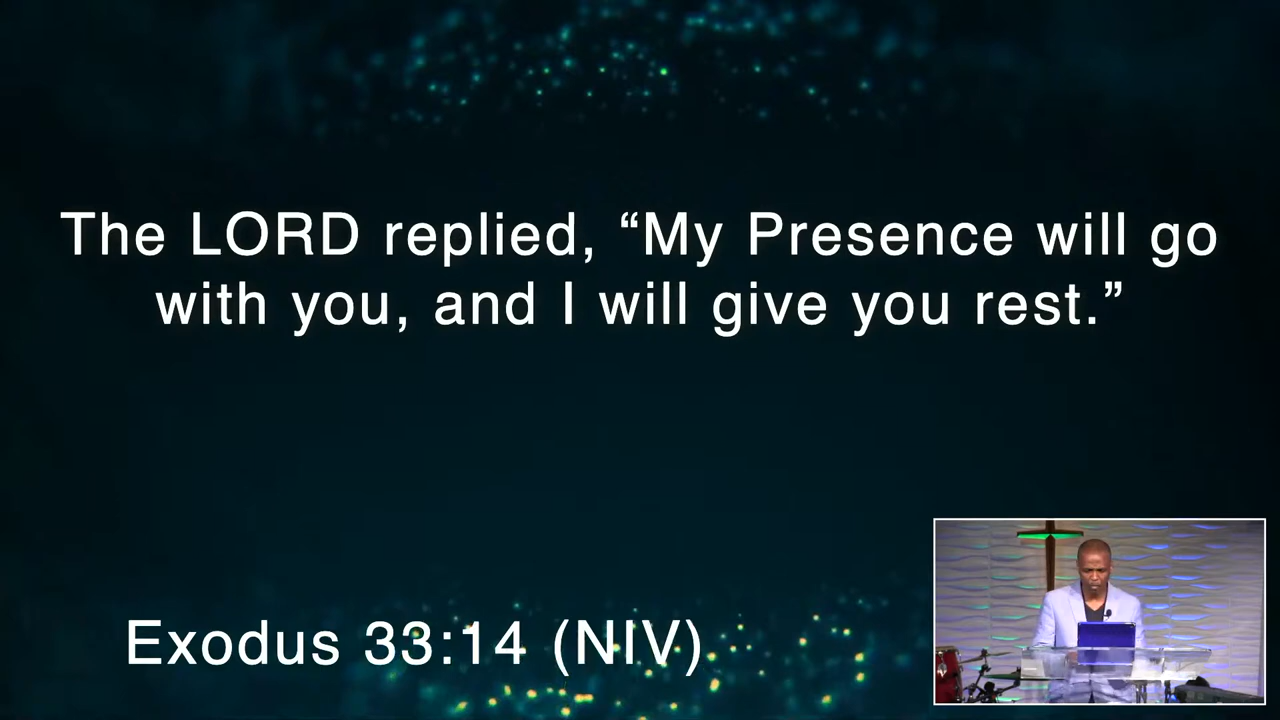 The LORD replied, “My Presence will go
with you, and I will give you rest.”
Exodus 33:14 (NIV)